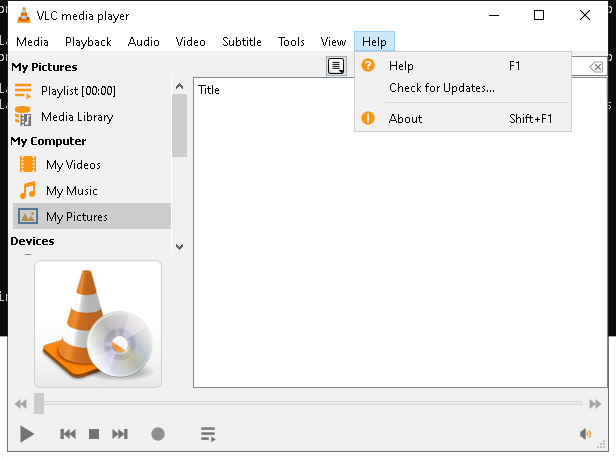 VLC media player
Media Playback Audio Video Subtitle Tools View Help
My Pictures
Playlist [00:00]
Media Library
My Computer
My Videos
My Music
My Pictures
Devices
Title
Help F1
Check for Updates...
About Shift+F1